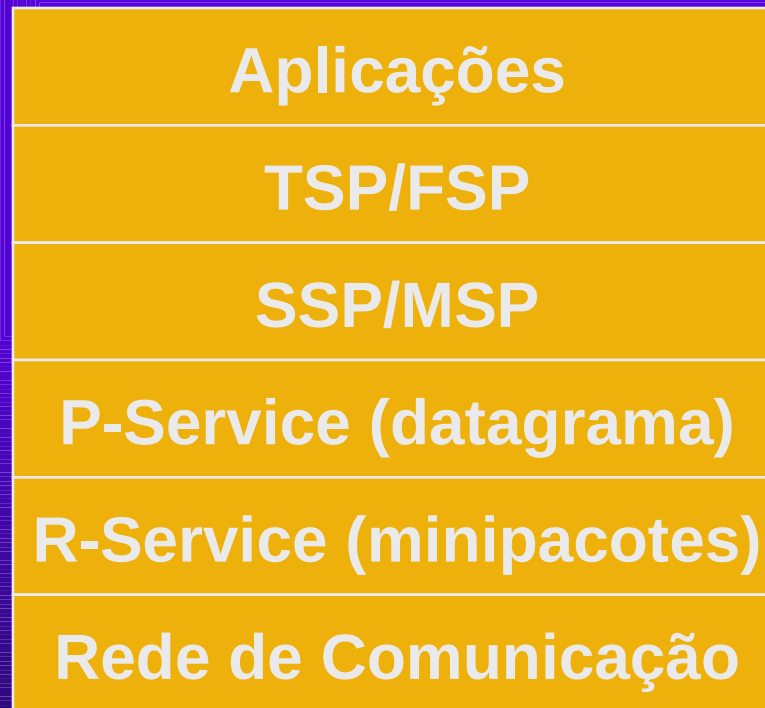 Aplicações
TSP/FSP
SSP/MSP
P-Service (datagrama)
R-Service (minipacotes)
Rede de Comunicação